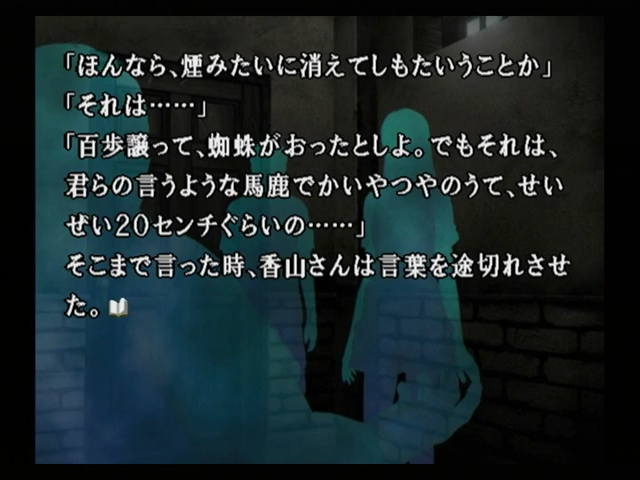 「ほんなら、煙みたいに消えてしもたいうことか」
「それは……」
「百歩譲って、蜘蛛がおったとしよ。でもそれは、
君らの言うような馬鹿でかいやつやのうて、せい
ぜい20センチぐらいの……」
そこまで言った時、香山さんは言葉を途切れさせ
た。